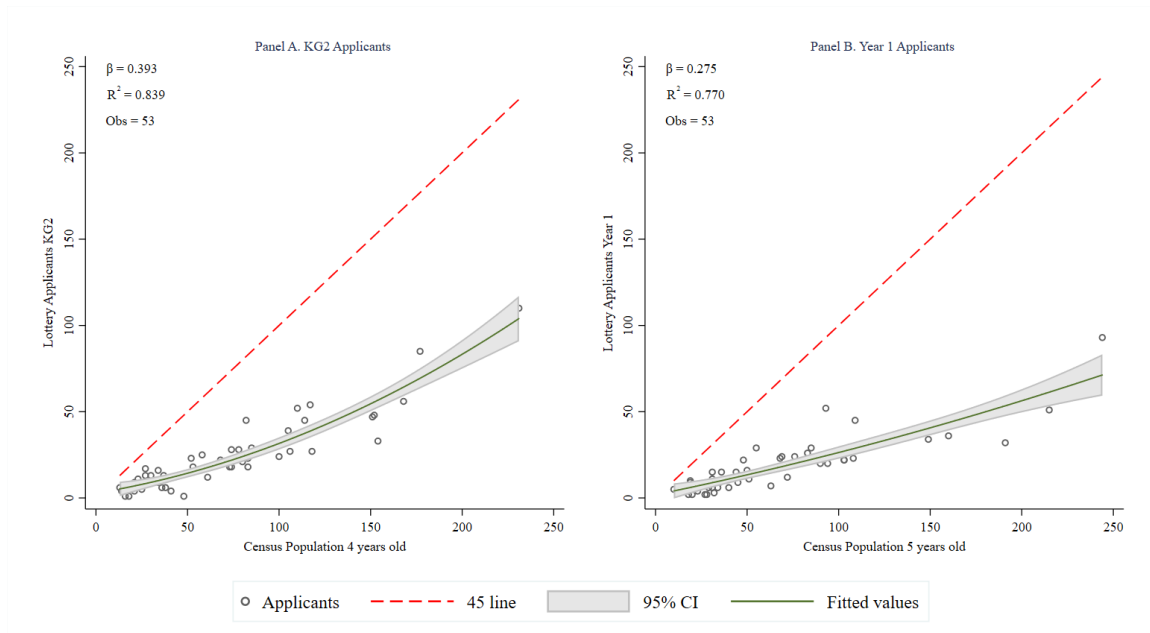 Panel A. KG2 Applicants
β = 0.393
R² = 0.839
Obs = 53
250
200
150
100
50
0
Lottery Applicants KG2
0 50 100 150 200 250
Census Population 4 years old
Panel B. Year 1 Applicants
β = 0.275
R² = 0.770
Obs = 53
250
200
150
100
50
0
Lottery Applicants Year 1
0 50 100 150 200 250
Census Population 5 years old
Applicants 45 line 95% CI Fitted values